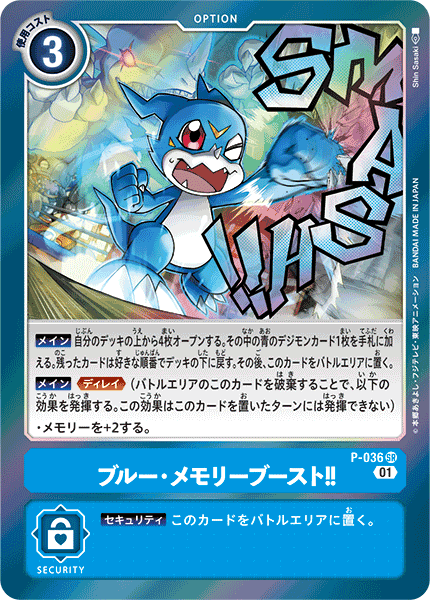 OPTION
使用コスト
3
Shin Sasaki
SMASH!!!
BANDAI MADE IN JAPAN
©本郷あきよし・フジテレビ・東映アニメーション
メイン 自分のデッキの上から4枚オープンする。その中の青のデジモンカード1枚を手札に加
える。残ったカードは好きな順番でデッキの下に戻す。その後、このカードをバトルエリアに置く。
メイン ディレイ (バトルエリアのこのカードを破棄することで、以下の
効果を発揮する。この効果はこのカードを置いたターンには発揮できない)
・メモリーを+2する。
P-036 SR
01
ブルー・メモリーブースト!!
セキュリティ このカードをバトルエリアに置く。
SECURITY